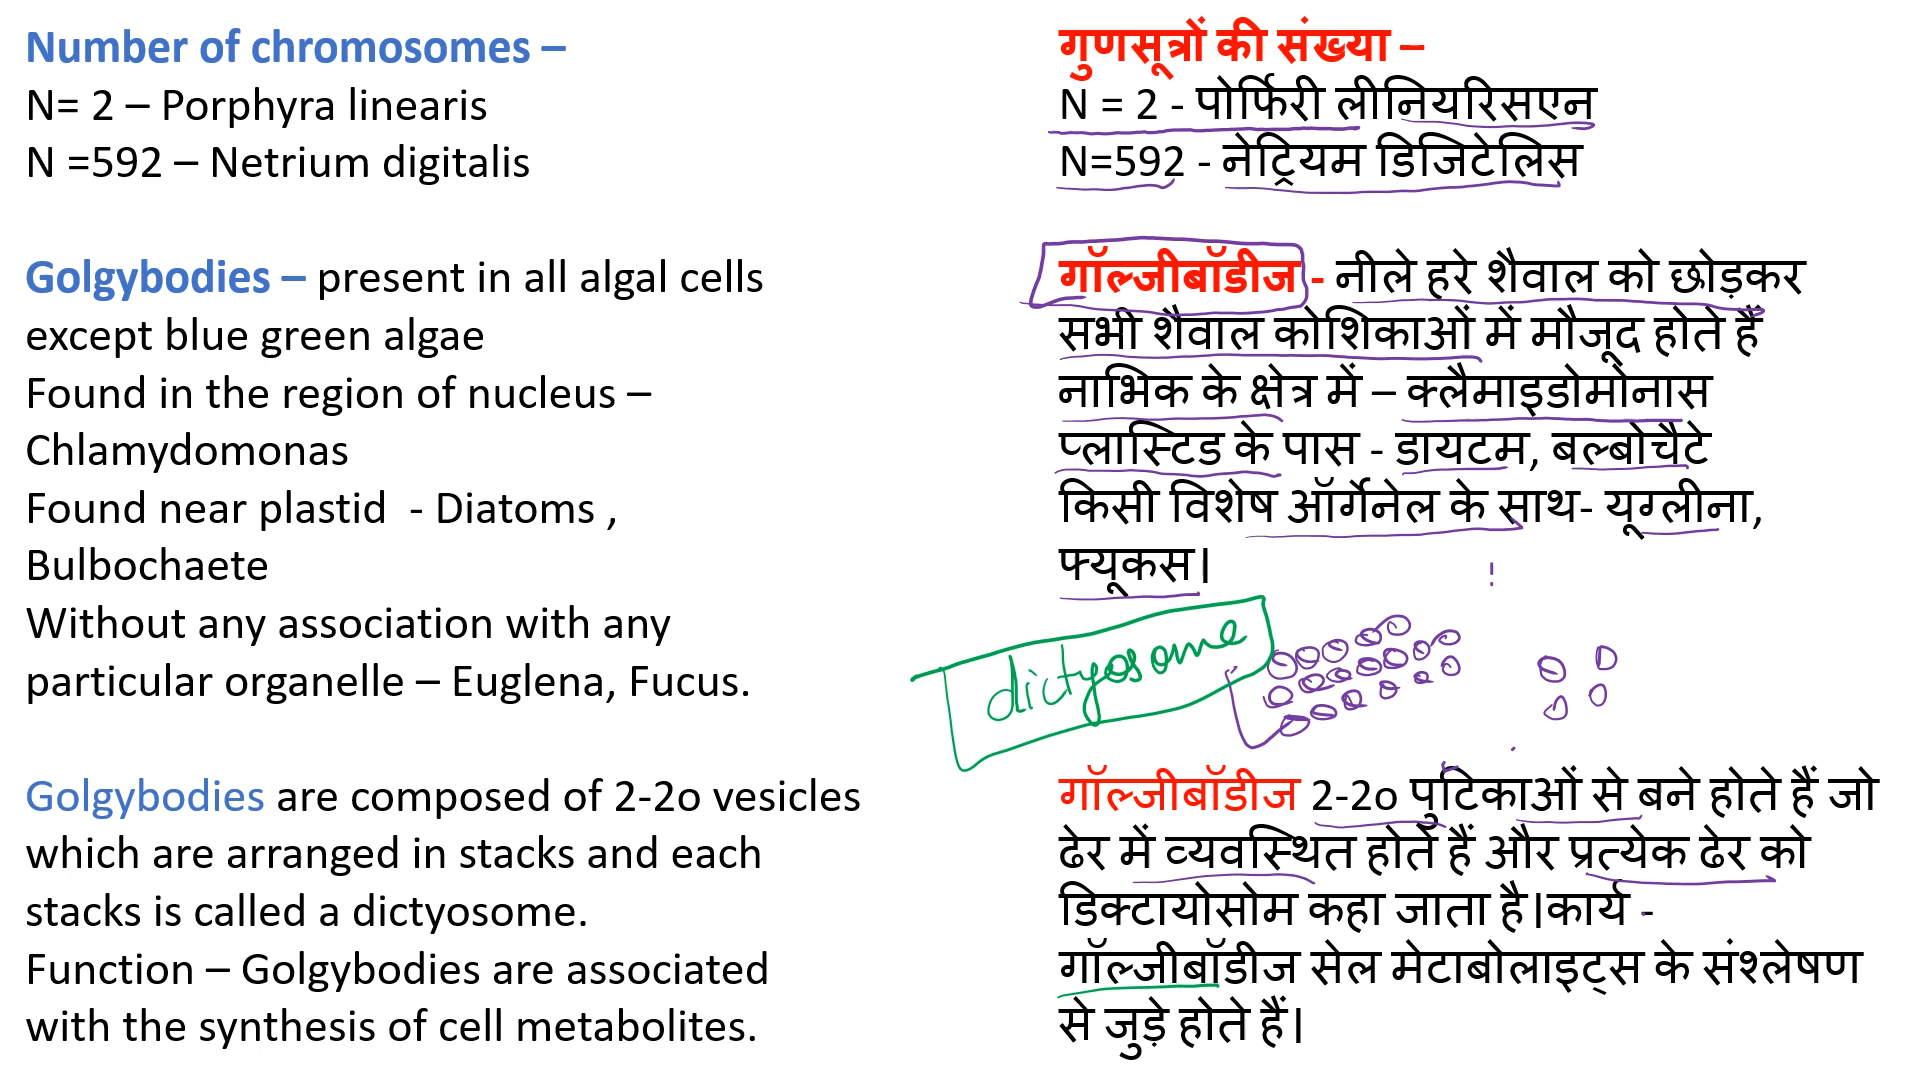 Number of chromosomes –
N= 2 – Porphyra linearis
N =592 – Netrium digitalis
Golgybodies – present in all algal cells
except blue green algae
Found in the region of nucleus –
Chlamydomonas
Found near plastid  - Diatoms ,
Bulbochaete
Without any association with any
particular organelle – Euglena, Fucus.
Golgybodies are composed of 2-2o vesicles
which are arranged in stacks and each
stacks is called a dictyosome.
Function – Golgybodies are associated
with the synthesis of cell metabolites.
गुणसूत्रों की संख्या –
N = 2 - पोर्फिरी लीनियरिसएन
N=592 - नेट्रियम डिजिटेलिस
गॉल्जीबॉडीज - नीले हरे शैवाल को छोड़कर
सभी शैवाल कोशिकाओं में मौजूद होते हैं
नाभिक के क्षेत्र में – क्लैमाइडोमोनास
प्लास्टिड के पास - डायटम, बल्बोचैटे
किसी विशेष ऑर्गेनेल के साथ- यूग्लीना,
फ्यूकस।
dictyosome
गॉल्जीबॉडीज 2-2o पुटिकाओं से बने होते हैं जो
ढेर में व्यवस्थित होते हैं और प्रत्येक ढेर को
डिक्टायोसोम कहा जाता है।कार्य -
गॉल्जीबॉडीज सेल मेटाबोलाइट्स के संश्लेषण
से जुड़े होते हैं।